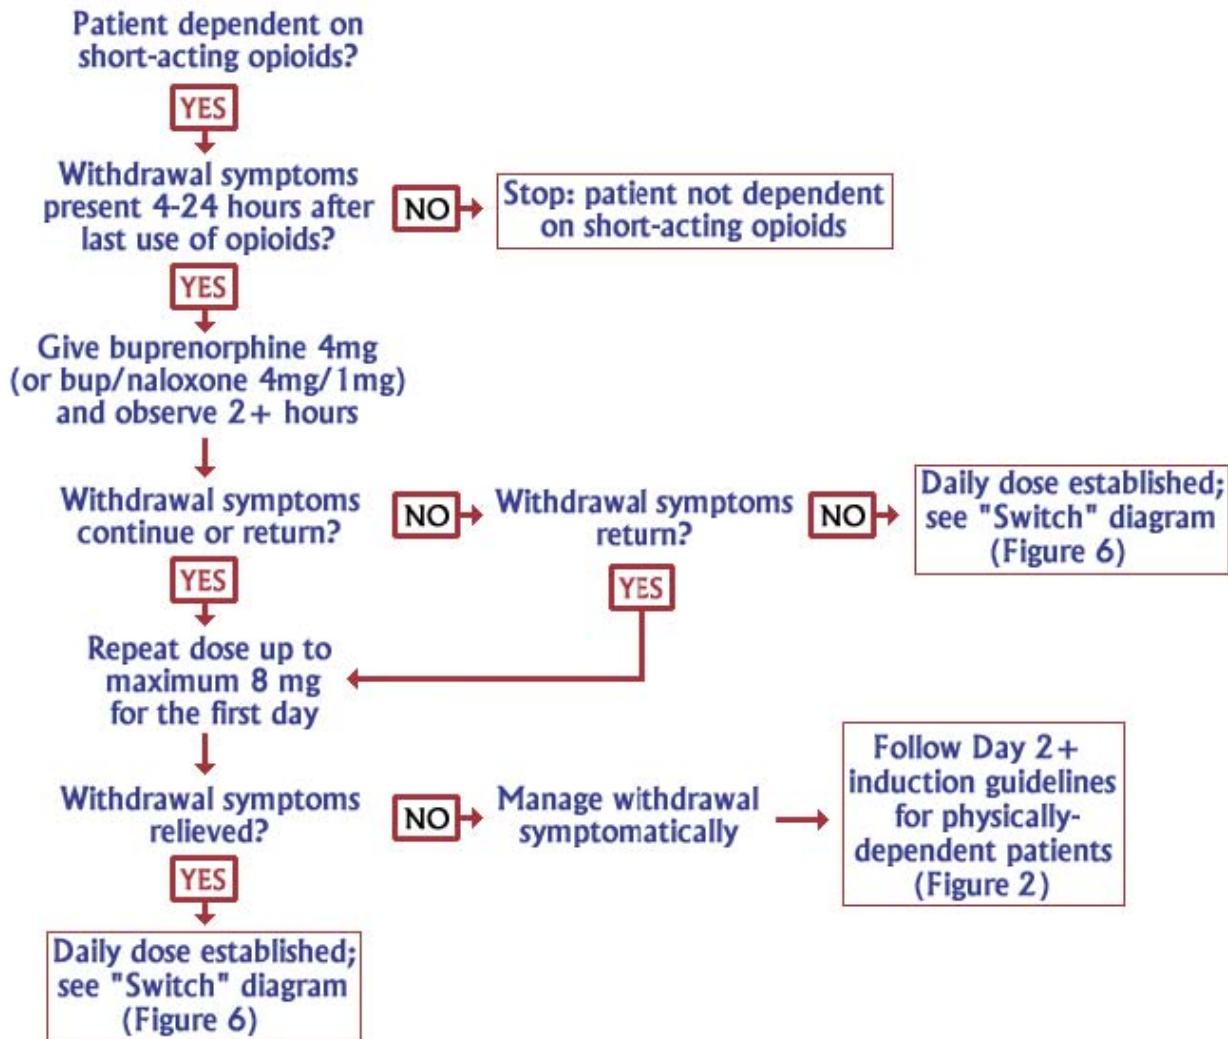 Patient dependent on
short-acting opioids?
YES
Withdrawal symptoms
present 4-24 hours after
last use of opioids?
NO
Stop: patient not dependent
on short-acting opioids
YES
Give buprenorphine 4mg
(or bup/naloxone 4mg/1mg)
and observe 2+ hours
Withdrawal symptoms
continue or return?
NO
Withdrawal symptoms
return?
NO
Daily dose established;
see "Switch" diagram
(Figure 6)
YES
YES
Repeat dose up to
maximum 8 mg
for the first day
Withdrawal symptoms
relieved?
NO
Manage withdrawal
symptomatically
Follow Day 2+
induction guidelines
for physically-
dependent patients
(Figure 2)
YES
Daily dose established;
see "Switch" diagram
(Figure 6)